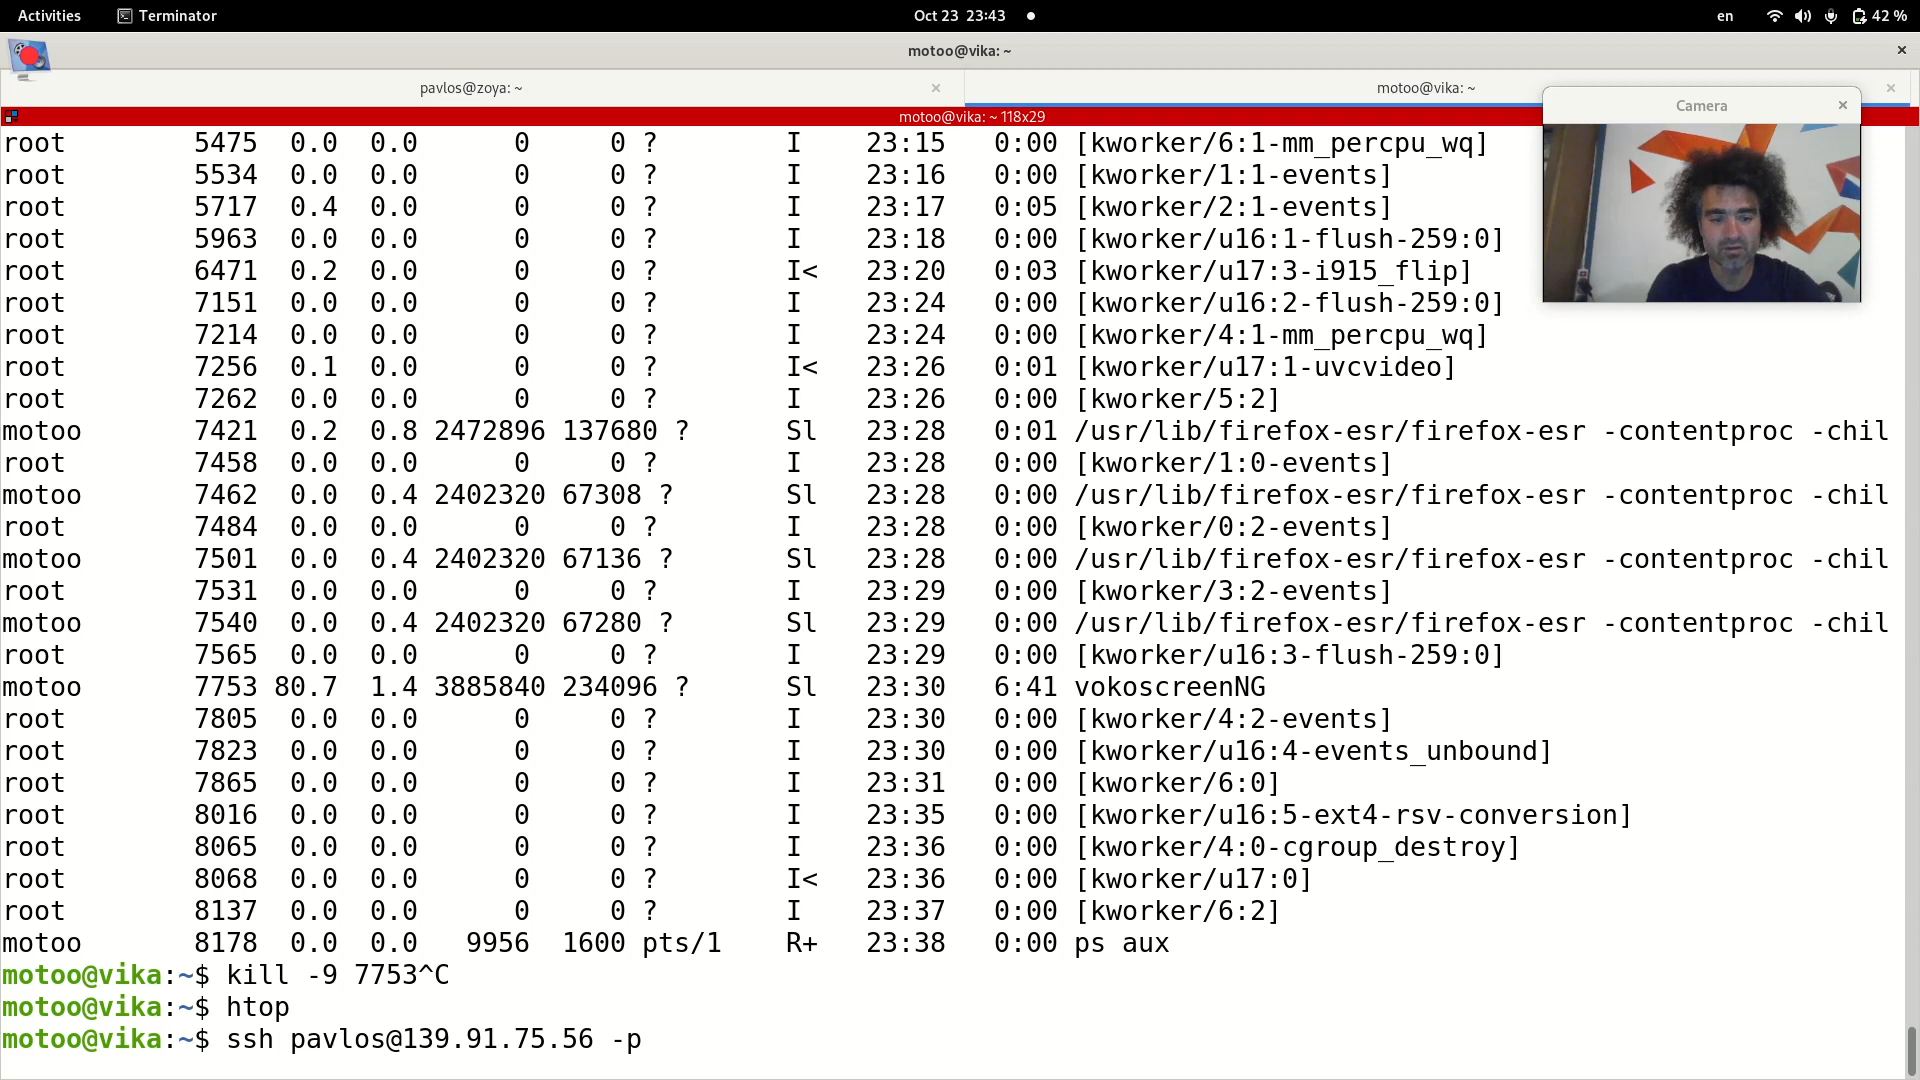 Activities Terminator Oct 23 23:43 en 42 %
motoo@vika: ~
pavlos@zoya: ~ motoo@vika: ~
motoo@vika: ~ 118x29
Camera
root 5475 0.0 0.0 0 0 ? I 23:15 0:00 [kworker/6:1-mm_percpu_wq]
root 5534 0.0 0.0 0 0 ? I 23:16 0:00 [kworker/1:1-events]
root 5717 0.4 0.0 0 0 ? I 23:17 0:05 [kworker/2:1-events]
root 5963 0.0 0.0 0 0 ? I 23:18 0:00 [kworker/u16:1-flush-259:0]
root 6471 0.2 0.0 0 0 ? I< 23:20 0:03 [kworker/u17:3-i915_flip]
root 7151 0.0 0.0 0 0 ? I 23:24 0:00 [kworker/u16:2-flush-259:0]
root 7214 0.0 0.0 0 0 ? I 23:24 0:00 [kworker/4:1-mm_percpu_wq]
root 7256 0.1 0.0 0 0 ? I< 23:26 0:01 [kworker/u17:1-uvcvideo]
root 7262 0.0 0.0 0 0 ? I 23:26 0:00 [kworker/5:2]
motoo 7421 0.2 0.8 2472896 137680 ? Sl 23:28 0:01 /usr/lib/firefox-esr/firefox-esr -contentproc -chil
root 7458 0.0 0.0 0 0 ? I 23:28 0:00 [kworker/1:0-events]
motoo 7462 0.0 0.4 2402320 67308 ? Sl 23:28 0:00 /usr/lib/firefox-esr/firefox-esr -contentproc -chil
root 7484 0.0 0.0 0 0 ? I 23:28 0:00 [kworker/0:2-events]
motoo 7501 0.0 0.4 2402320 67136 ? Sl 23:28 0:00 /usr/lib/firefox-esr/firefox-esr -contentproc -chil
root 7531 0.0 0.0 0 0 ? I 23:29 0:00 [kworker/3:2-events]
motoo 7540 0.0 0.4 2402320 67280 ? Sl 23:29 0:00 /usr/lib/firefox-esr/firefox-esr -contentproc -chil
root 7565 0.0 0.0 0 0 ? I 23:29 0:00 [kworker/u16:3-flush-259:0]
motoo 7753 80.7 1.4 3885840 234096 ? Sl 23:30 6:41 vokoscreenNG
root 7805 0.0 0.0 0 0 ? I 23:30 0:00 [kworker/4:2-events]
root 7823 0.0 0.0 0 0 ? I 23:30 0:00 [kworker/u16:4-events_unbound]
root 7865 0.0 0.0 0 0 ? I 23:31 0:00 [kworker/6:0]
root 8016 0.0 0.0 0 0 ? I 23:35 0:00 [kworker/u16:5-ext4-rsv-conversion]
root 8065 0.0 0.0 0 0 ? I 23:36 0:00 [kworker/4:0-cgroup_destroy]
root 8068 0.0 0.0 0 0 ? I< 23:36 0:00 [kworker/u17:0]
root 8137 0.0 0.0 0 0 ? I 23:37 0:00 [kworker/6:2]
motoo 8178 0.0 0.0 9956 1600 pts/1 R+ 23:38 0:00 ps aux
motoo@vika:~$ kill -9 7753^C
motoo@vika:~$ htop
motoo@vika:~$ ssh pavlos@139.91.75.56 -p